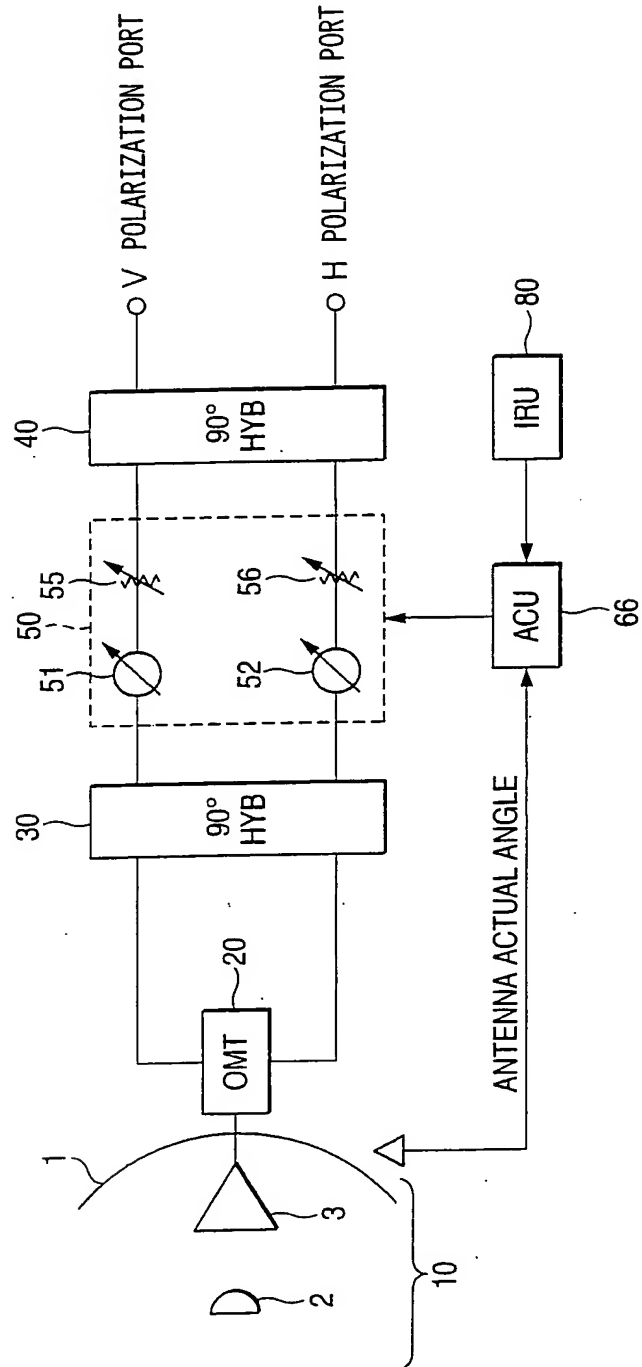 V POLARIZATION PORT
H POLARIZATION PORT
40
90°
HYB
80
IRU
50
55
56
51
52
ACU
66
30
90°
HYB
20
OMT
ANTENNA ACTUAL ANGLE
1
3
2
10